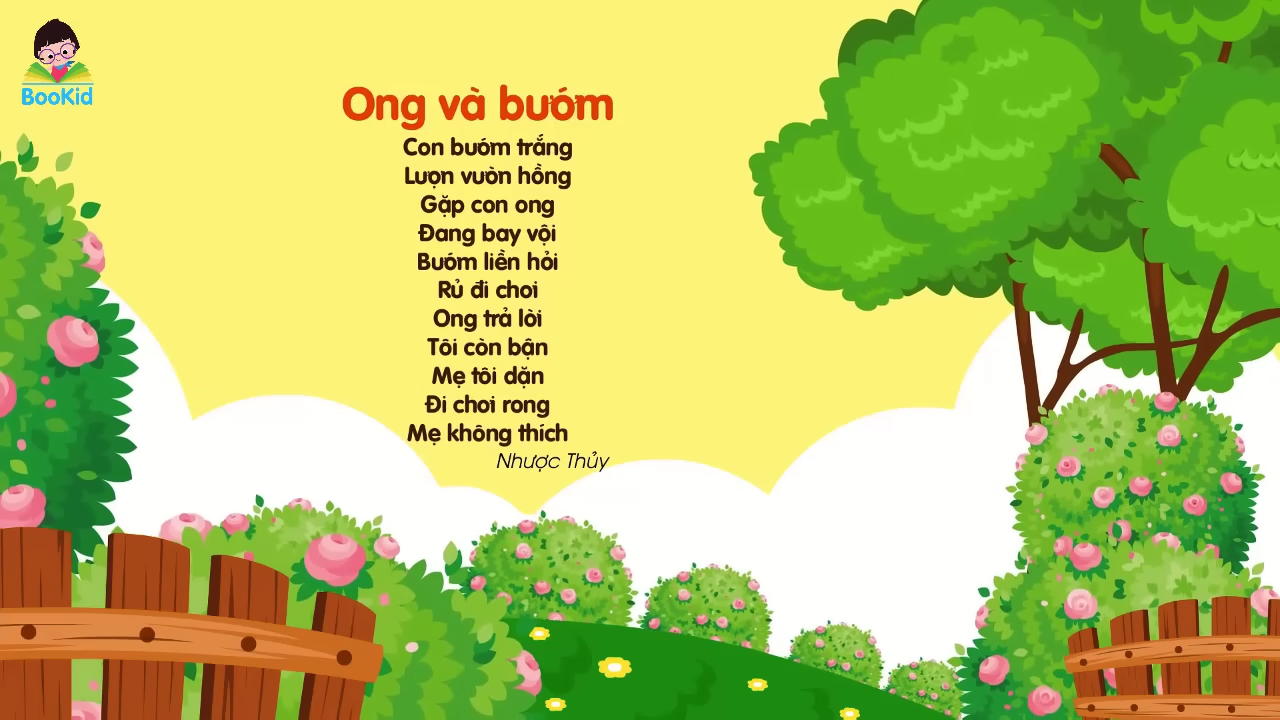 BooKid
Ong và bướm
Con bướm trắng
Lượn vườn hồng
Gặp con ong
Đang bay vội
Bướm liền hỏi
Rủ đi chơi
Ong trả lời
Tôi còn bận
Mẹ tôi dặn
Đi chơi rong
Mẹ không thích
Nhược Thủy